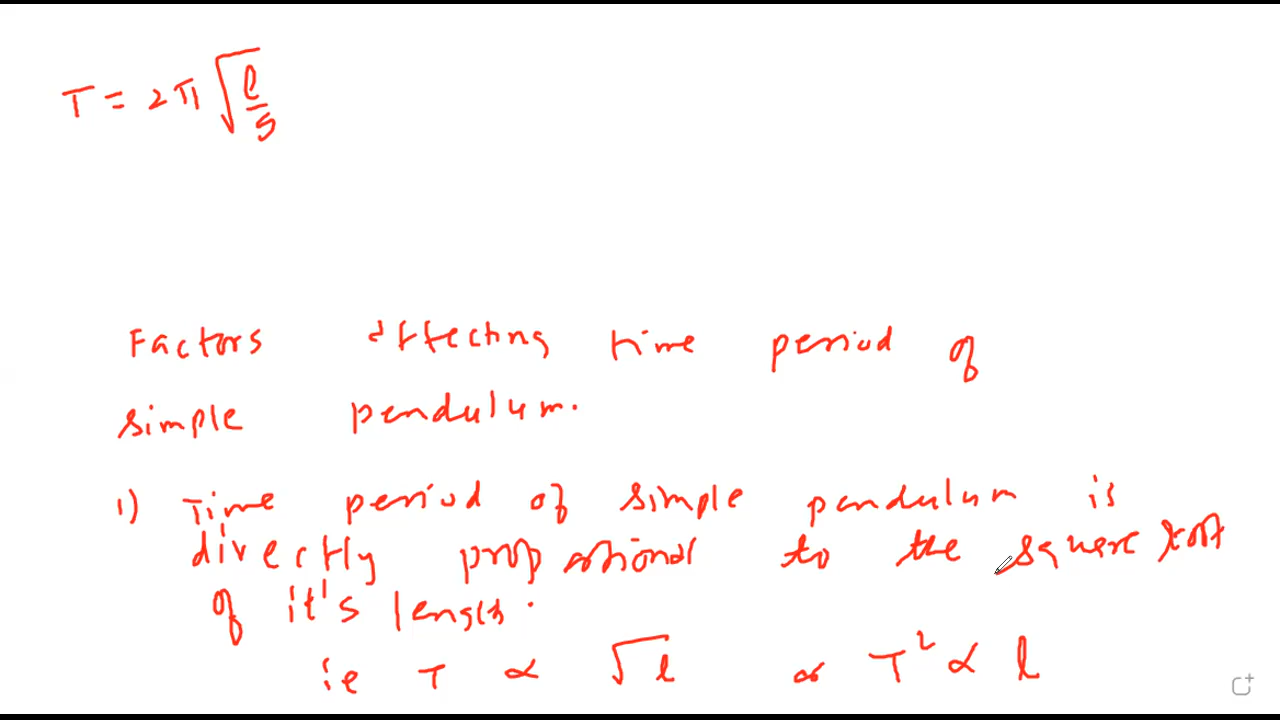 T = 2π √(l/g)
Factors affecting time period of
simple pendulum.
1) Time period of simple pendulum is
directly proportional to the square root
of it's length.
ie T ∝ √l or T² ∝ l